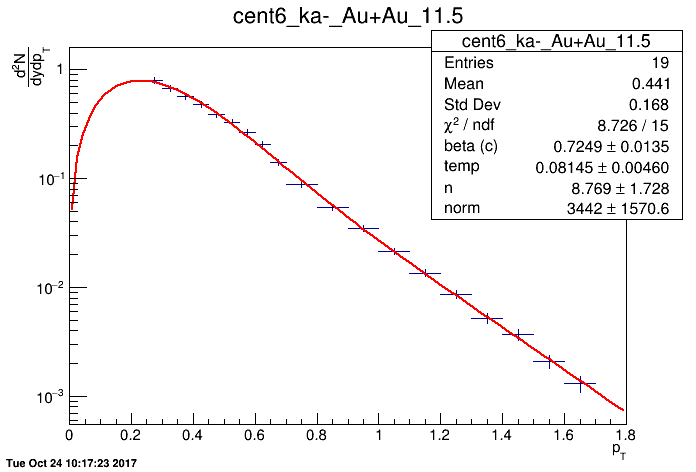 cent6_ka-_Au+Au_11.5
cent6_ka-_Au+Au_11.5
Entries 19
Mean 0.441
Std Dev 0.168
χ² / ndf 8.726 / 15
beta (c) 0.7249 ± 0.0135
temp 0.08145 ± 0.00460
n 8.769 ± 1.728
norm 3442 ± 1570.6
d²N
dydp_T
1
10⁻¹
10⁻²
10⁻³
0 0.2 0.4 0.6 0.8 1 1.2 1.4 1.6 1.8
p_T
Tue Oct 24 10:17:23 2017